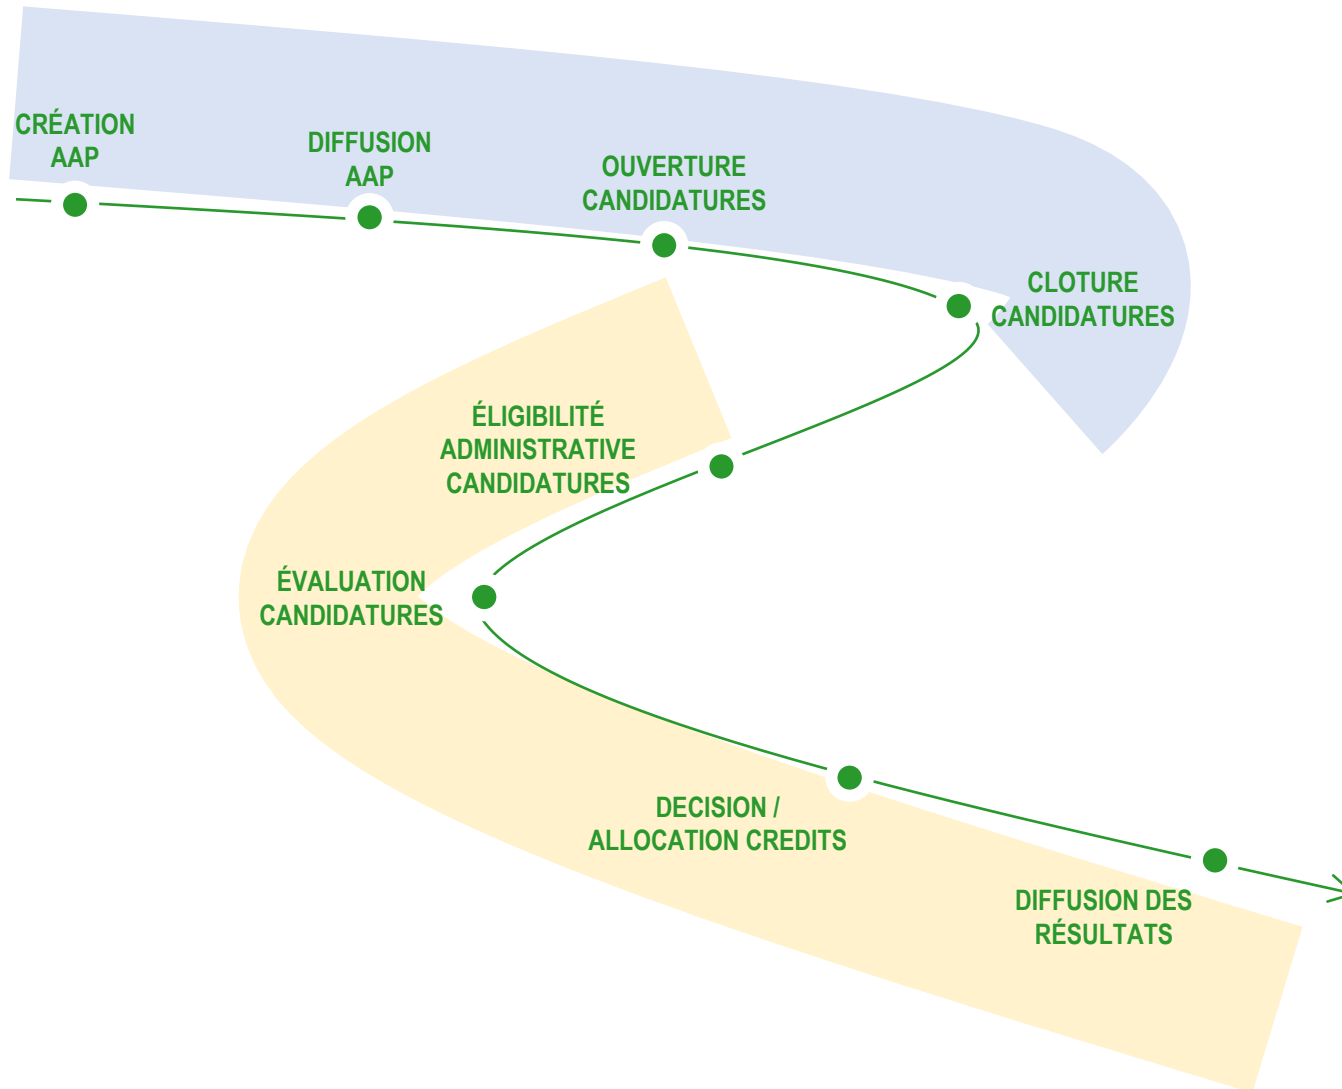 CRÉATION
AAP
DIFFUSION
AAP
OUVERTURE
CANDIDATURES
CLOTURE
CANDIDATURES
ÉLIGIBILITÉ
ADMINISTRATIVE
CANDIDATURES
ÉVALUATION
CANDIDATURES
DECISION /
ALLOCATION CREDITS
DIFFUSION DES
RÉSULTATS